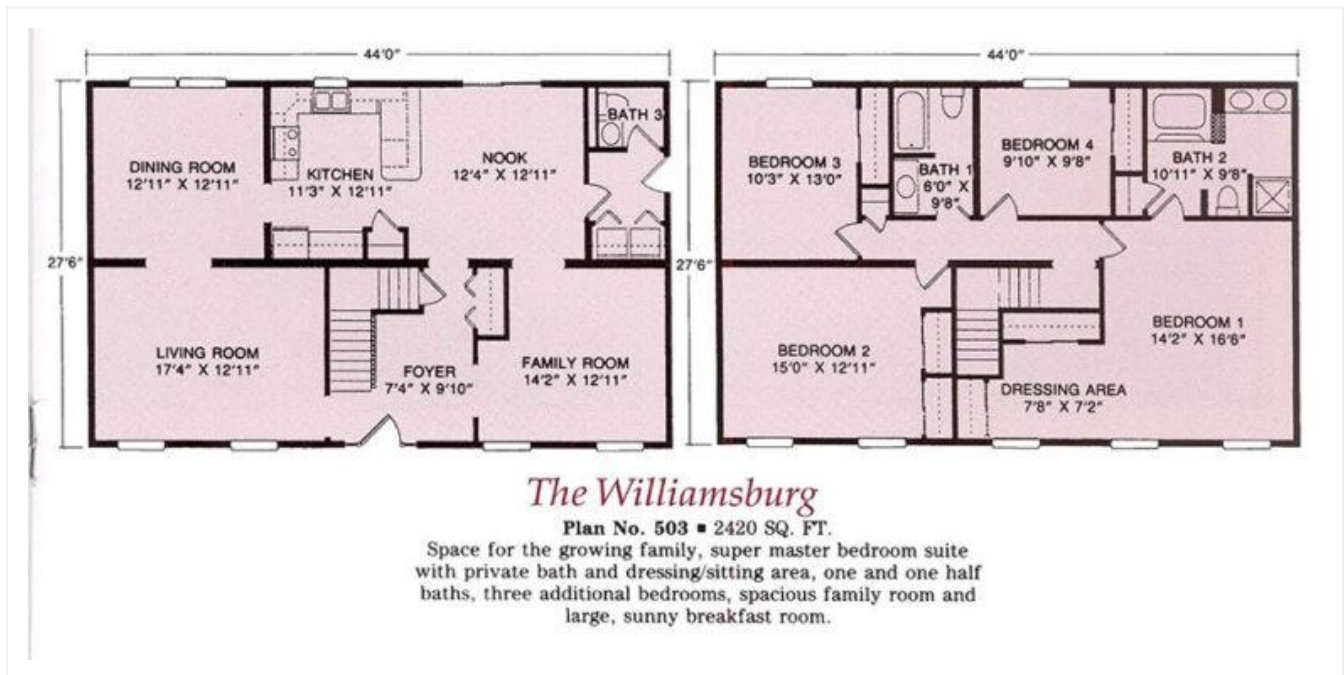 44'0"
27'6"
DINING ROOM
12'11" X 12'11"
KITCHEN
11'3" X 12'11"
NOOK
12'4" X 12'11"
BATH 3
LIVING ROOM
17'4" X 12'11"
FOYER
7'4" X 9'10"
FAMILY ROOM
14'2" X 12'11"
44'0"
27'6"
BEDROOM 3
10'3" X 13'0"
BATH 1
6'0" X
9'8"
BEDROOM 4
9'10" X 9'8"
BATH 2
10'11" X 9'8"
BEDROOM 2
15'0" X 12'11"
BEDROOM 1
14'2" X 16'6"
DRESSING AREA
7'8" X 7'2"
The Williamsburg
Plan No. 503 ■ 2420 SQ. FT.
Space for the growing family, super master bedroom suite
with private bath and dressing/sitting area, one and one half
baths, three additional bedrooms, spacious family room and
large, sunny breakfast room.